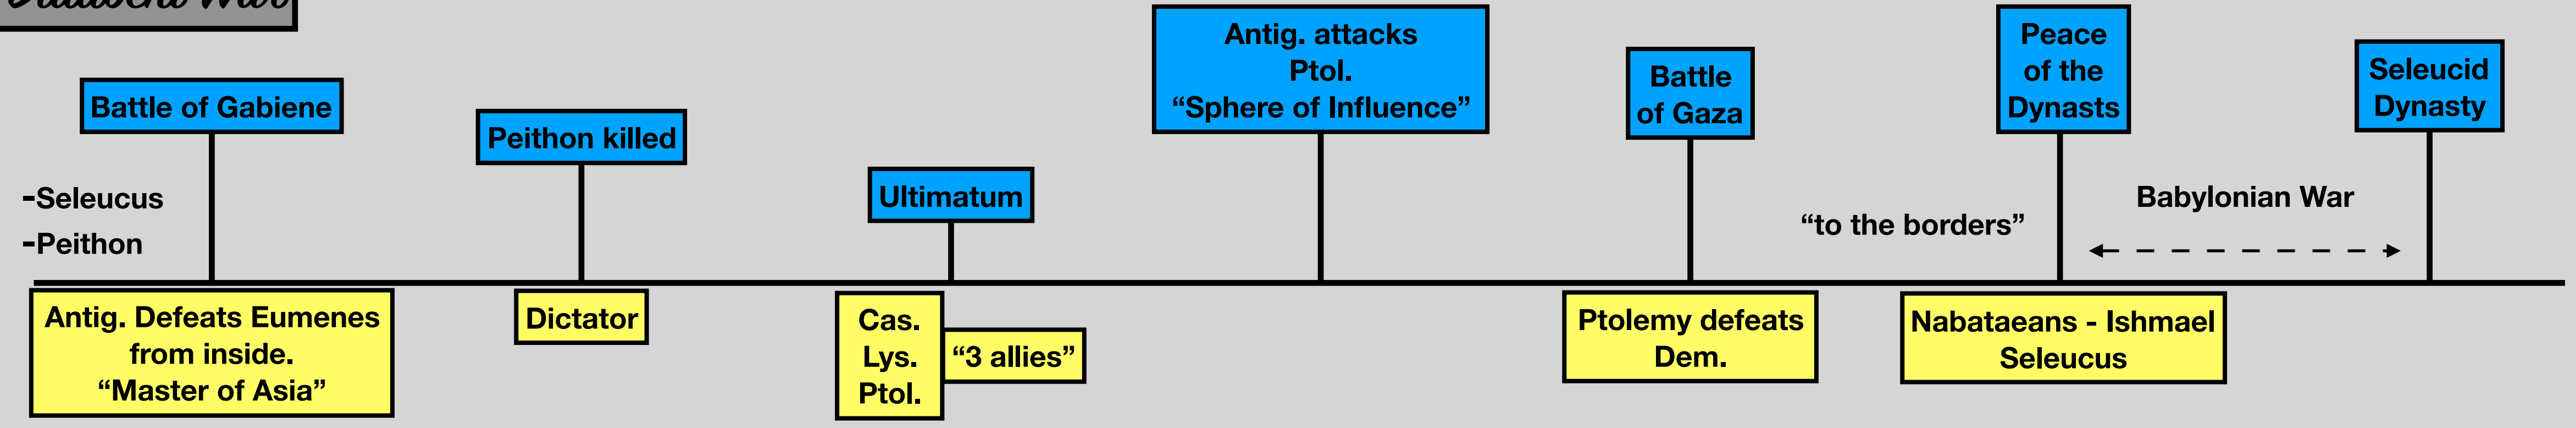 Battle of Gabiene
-Seleucus
-Peithon
Antig. Defeats Eumenes
from inside.
“Master of Asia”
Peithon killed
Dictator
Ultimatum
Cas.
Lys.
Ptol.
“3 allies”
Antig. attacks
Ptol.
“Sphere of Influence”
Battle
of Gaza
Ptolemy defeats
Dem.
“to the borders”
Peace
of the
Dynasts
Nabataeans - Ishmael
Seleucus
Babylonian War
Seleucid
Dynasty